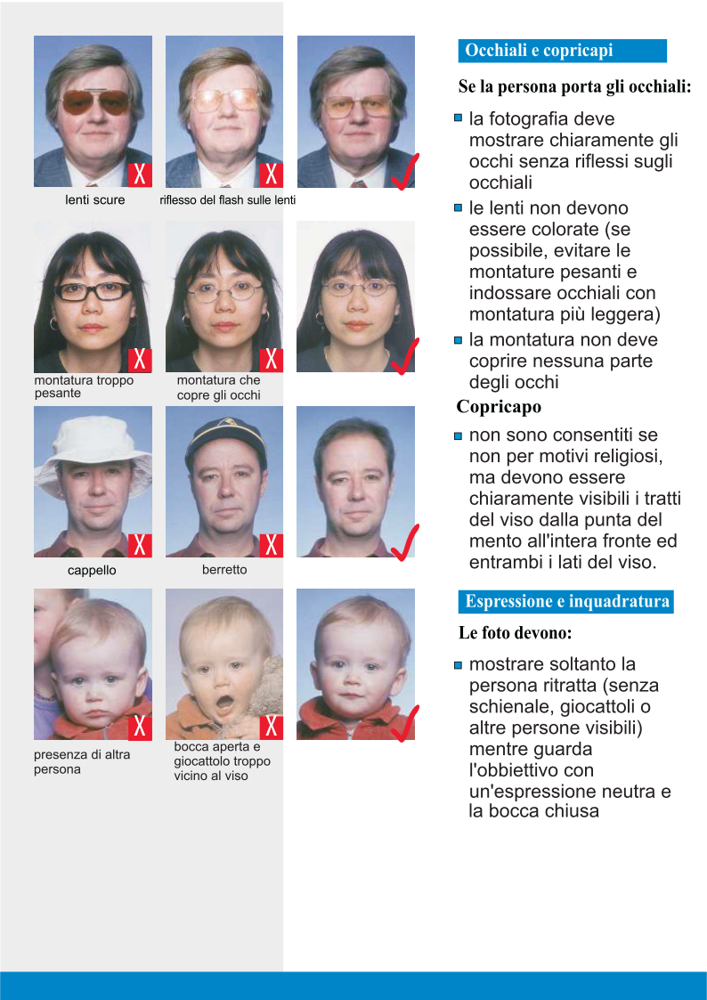 Occhiali e copricapi
Se la persona porta gli occhiali:
la fotografia deve
mostrare chiaramente gli
occhi senza riflessi sugli
occhiali
le lenti non devono
essere colorate (se
possibile, evitare le
montature pesanti e
indossare occhiali con
montatura più leggera)
la montatura non deve
coprire nessuna parte
degli occhi
Copricapo
non sono consentiti se
non per motivi religiosi,
ma devono essere
chiaramente visibili i tratti
del viso dalla punta del
mento all'intera fronte ed
entrambi i lati del viso.
Espressione e inquadratura
Le foto devono:
mostrare soltanto la
persona ritratta (senza
schienale, giocattoli o
altre persone visibili)
mentre guarda
l'obbiettivo con
un'espressione neutra e
la bocca chiusa
X
X
lenti scure
riflesso del flash sulle lenti
X
X
montatura troppo
pesante
montatura che
copre gli occhi
X
X
cappello
berretto
X
X
presenza di altra
persona
bocca aperta e
giocattolo troppo
vicino al viso